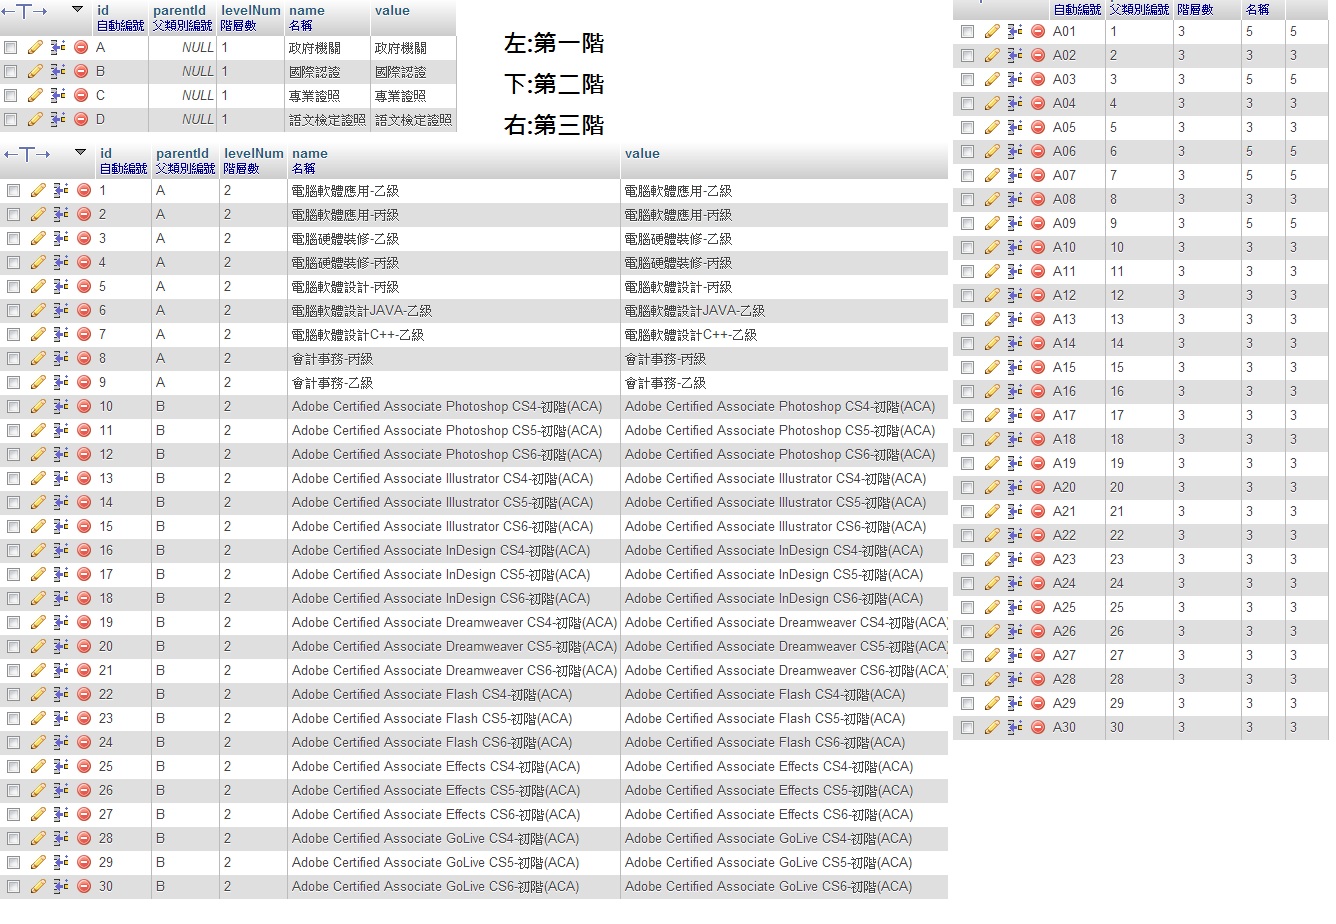 id parentId levelNum name value
自動編號 父類別編號 階層數 名稱
A NULL 1 政府機關 政府機關
B NULL 1 國際認證 國際認證
C NULL 1 專業證照 專業證照
D NULL 1 語文檢定證照 語文檢定證照
左:第一階
下:第二階
右:第三階
id parentId levelNum name value
自動編號 父類別編號 階層數 名稱
1 A 2 電腦軟體應用-乙級 電腦軟體應用-乙級
2 A 2 電腦軟體應用-丙級 電腦軟體應用-丙級
3 A 2 電腦硬體裝修-乙級 電腦硬體裝修-乙級
4 A 2 電腦硬體裝修-丙級 電腦硬體裝修-丙級
5 A 2 電腦軟體設計-丙級 電腦軟體設計-丙級
6 A 2 電腦軟體設計JAVA-乙級 電腦軟體設計JAVA-乙級
7 A 2 電腦軟體設計C++-乙級 電腦軟體設計C++-乙級
8 A 2 會計事務-丙級 會計事務-丙級
9 A 2 會計事務-乙級 會計事務-乙級
10 B 2 Adobe Certified Associate Photoshop CS4-初階(ACA) Adobe Certified Associate Photoshop CS4-初階(ACA)
11 B 2 Adobe Certified Associate Photoshop CS5-初階(ACA) Adobe Certified Associate Photoshop CS5-初階(ACA)
12 B 2 Adobe Certified Associate Photoshop CS6-初階(ACA) Adobe Certified Associate Photoshop CS6-初階(ACA)
13 B 2 Adobe Certified Associate Illustrator CS4-初階(ACA) Adobe Certified Associate Illustrator CS4-初階(ACA)
14 B 2 Adobe Certified Associate Illustrator CS5-初階(ACA) Adobe Certified Associate Illustrator CS5-初階(ACA)
15 B 2 Adobe Certified Associate Illustrator CS6-初階(ACA) Adobe Certified Associate Illustrator CS6-初階(ACA)
16 B 2 Adobe Certified Associate InDesign CS4-初階(ACA) Adobe Certified Associate InDesign CS4-初階(ACA)
17 B 2 Adobe Certified Associate InDesign CS5-初階(ACA) Adobe Certified Associate InDesign CS5-初階(ACA)
18 B 2 Adobe Certified Associate InDesign CS6-初階(ACA) Adobe Certified Associate InDesign CS6-初階(ACA)
19 B 2 Adobe Certified Associate Dreamweaver CS4-初階(ACA) Adobe Certified Associate Dreamweaver CS4-初階(ACA)
20 B 2 Adobe Certified Associate Dreamweaver CS5-初階(ACA) Adobe Certified Associate Dreamweaver CS5-初階(ACA)
21 B 2 Adobe Certified Associate Dreamweaver CS6-初階(ACA) Adobe Certified Associate Dreamweaver CS6-初階(ACA)
22 B 2 Adobe Certified Associate Flash CS4-初階(ACA) Adobe Certified Associate Flash CS4-初階(ACA)
23 B 2 Adobe Certified Associate Flash CS5-初階(ACA) Adobe Certified Associate Flash CS5-初階(ACA)
24 B 2 Adobe Certified Associate Flash CS6-初階(ACA) Adobe Certified Associate Flash CS6-初階(ACA)
25 B 2 Adobe Certified Associate Effects CS4-初階(ACA) Adobe Certified Associate Effects CS4-初階(ACA)
26 B 2 Adobe Certified Associate Effects CS5-初階(ACA) Adobe Certified Associate Effects CS5-初階(ACA)
27 B 2 Adobe Certified Associate Effects CS6-初階(ACA) Adobe Certified Associate Effects CS6-初階(ACA)
28 B 2 Adobe Certified Associate GoLive CS4-初階(ACA) Adobe Certified Associate GoLive CS4-初階(ACA)
29 B 2 Adobe Certified Associate GoLive CS5-初階(ACA) Adobe Certified Associate GoLive CS5-初階(ACA)
30 B 2 Adobe Certified Associate GoLive CS6-初階(ACA) Adobe Certified Associate GoLive CS6-初階(ACA)
自動編號 父類別編號 階層數 名稱
A01 1 3 5 5
A02 2 3 3 3
A03 3 3 5 5
A04 4 3 3 3
A05 5 3 3 3
A06 6 3 5 5
A07 7 3 5 5
A08 8 3 3 3
A09 9 3 5 5
A10 10 3 3 3
A11 11 3 3 3
A12 12 3 3 3
A13 13 3 3 3
A14 14 3 3 3
A15 15 3 3 3
A16 16 3 3 3
A17 17 3 3 3
A18 18 3 3 3
A19 19 3 3 3
A20 20 3 3 3
A21 21 3 3 3
A22 22 3 3 3
A23 23 3 3 3
A24 24 3 3 3
A25 25 3 3 3
A26 26 3 3 3
A27 27 3 3 3
A28 28 3 3 3
A29 29 3 3 3
A30 30 3 3 3